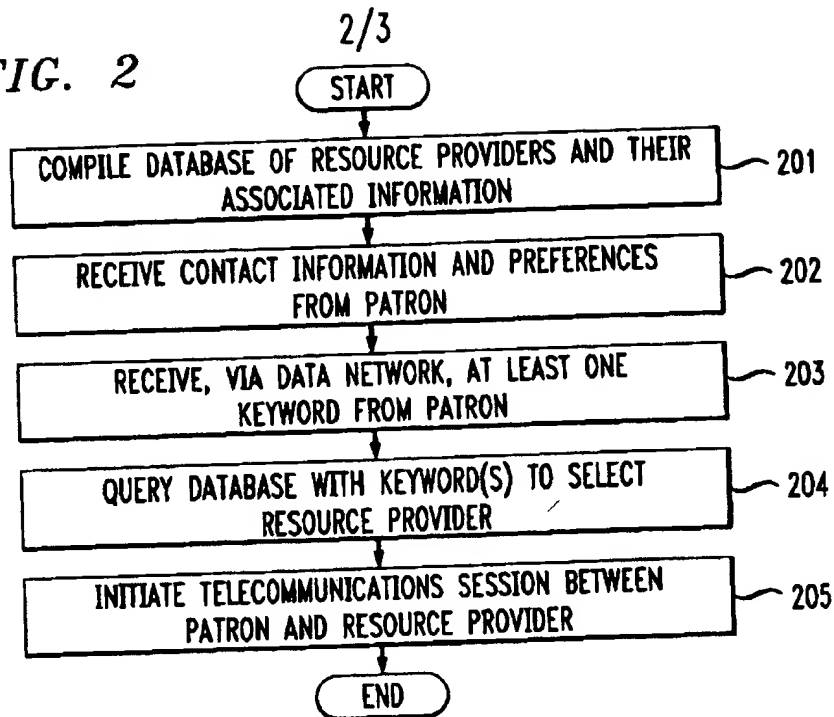 2/3
FIG. 2
START
COMPILE DATABASE OF RESOURCE PROVIDERS AND THEIR
ASSOCIATED INFORMATION
201
RECEIVE CONTACT INFORMATION AND PREFERENCES
FROM PATRON
202
RECEIVE, VIA DATA NETWORK, AT LEAST ONE
KEYWORD FROM PATRON
203
QUERY DATABASE WITH KEYWORD(S) TO SELECT
RESOURCE PROVIDER
204
INITIATE TELECOMMUNICATIONS SESSION BETWEEN
PATRON AND RESOURCE PROVIDER
205
END